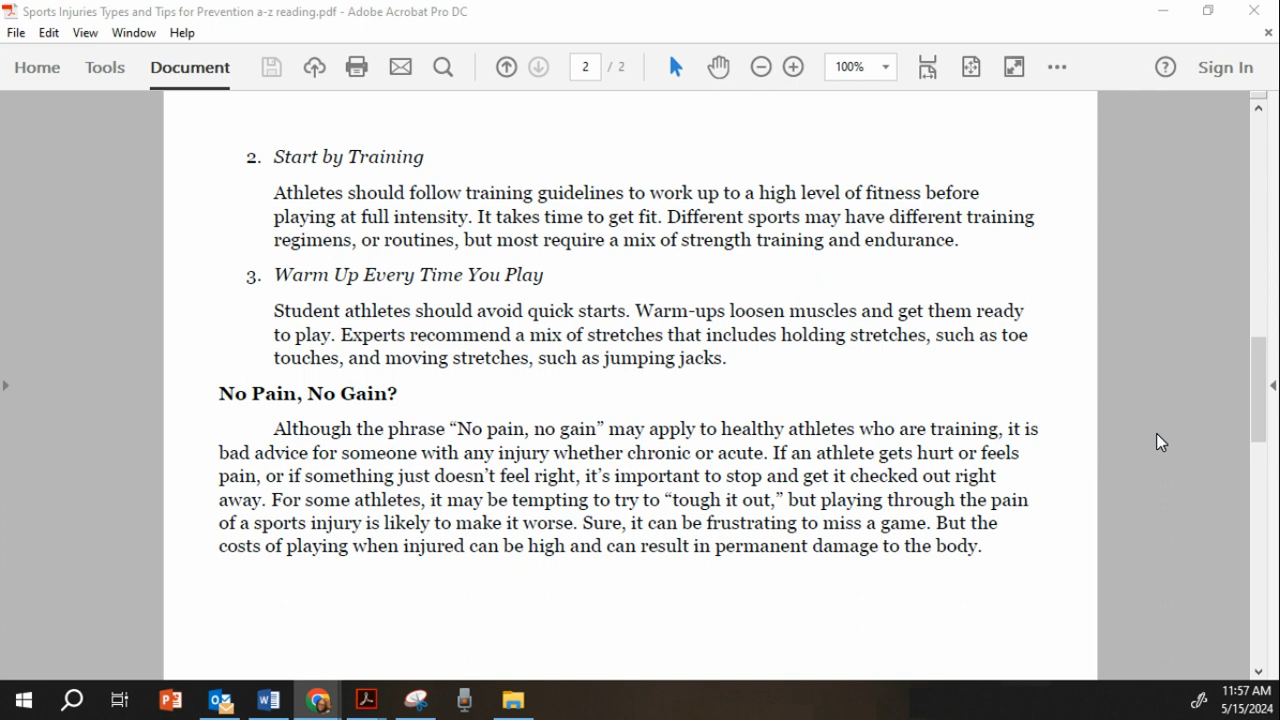 Sports Injuries Types and Tips for Prevention a-z reading.pdf - Adobe Acrobat Pro DC
File Edit View Window Help
Home Tools Document 2 / 2 100% Sign In
2. Start by Training
Athletes should follow training guidelines to work up to a high level of fitness before
playing at full intensity. It takes time to get fit. Different sports may have different training
regimens, or routines, but most require a mix of strength training and endurance.
3. Warm Up Every Time You Play
Student athletes should avoid quick starts. Warm-ups loosen muscles and get them ready
to play. Experts recommend a mix of stretches that includes holding stretches, such as toe
touches, and moving stretches, such as jumping jacks.
No Pain, No Gain?
Although the phrase “No pain, no gain” may apply to healthy athletes who are training, it is
bad advice for someone with any injury whether chronic or acute. If an athlete gets hurt or feels
pain, or if something just doesn’t feel right, it’s important to stop and get it checked out right
away. For some athletes, it may be tempting to try to “tough it out,” but playing through the pain
of a sports injury is likely to make it worse. Sure, it can be frustrating to miss a game. But the
costs of playing when injured can be high and can result in permanent damage to the body.
11:57 AM
5/15/2024